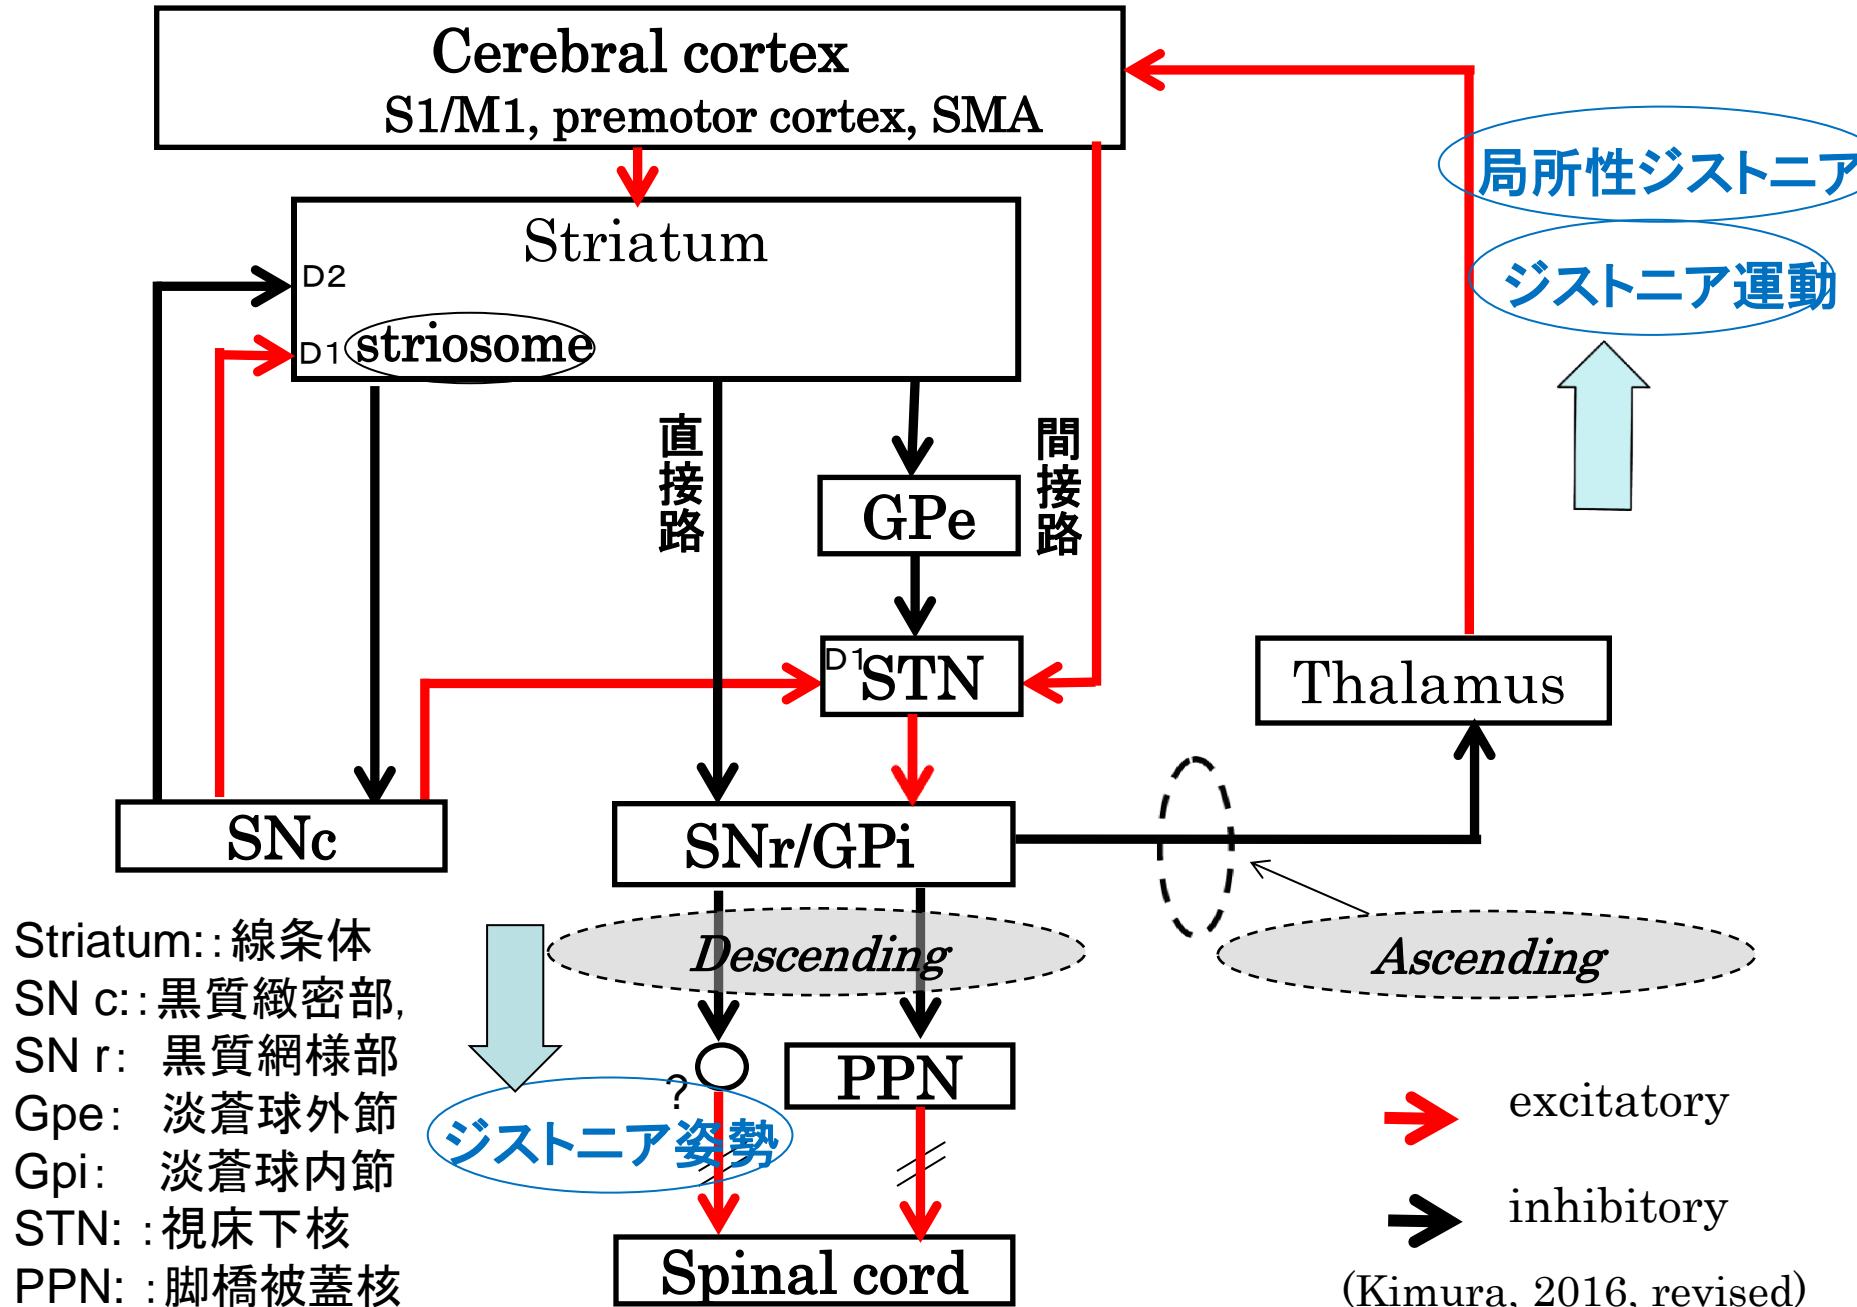 Cerebral cortex
S1/M1, premotor cortex, SMA
局所性ジストニア
ジストニア運動
Striatum
D2
D1
striosome
直接路
間接路
GPe
D1
STN
Thalamus
SNc
SNr/GPi
Descending
Ascending
Striatum:：線条体
SN c:：黒質緻密部,
SN r： 黒質網様部
Gpe： 淡蒼球外節
Gpi： 淡蒼球内節
STN: ：視床下核
PPN: ：脚橋被蓋核
?
PPN
ジストニア姿勢
Spinal cord
excitatory
inhibitory
(Kimura, 2016, revised)